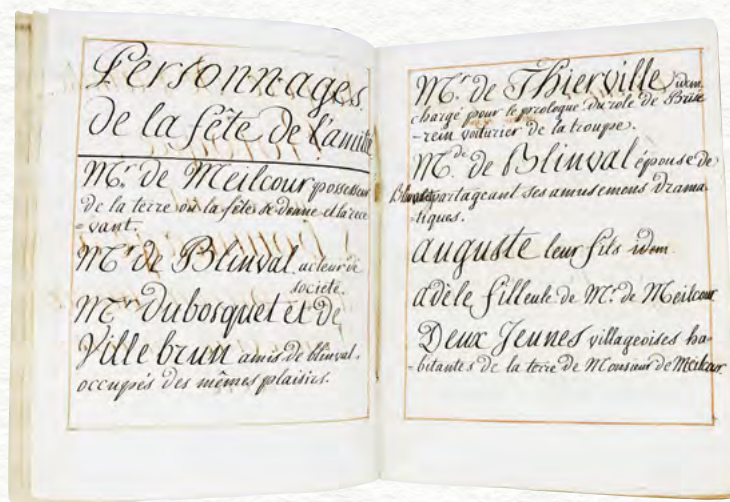 Personnages
de la fête de l'amitié
Mr. de Meilcour possesseur
de la terre où la fête se donne et la rece
=vant.
Mr de Blinval acteur de
société.
Mrs Dubosquet et de
Villebrun amis de blinval,
occupés des mêmes plaisirs.
Mr. de Thierville idem
chargé pour le prologue du rôle de Brise
-rein voiturier de la troupe.
Mde. de Blinval épouse de
Blinval partageant ses amusemens drama
-tiques.
auguste leur fils idem
adèle filleule de Mr. de Meilcour
Deux Jeunes villageoises ha-
-bitantes de la terre de Monsieur de Meilcour